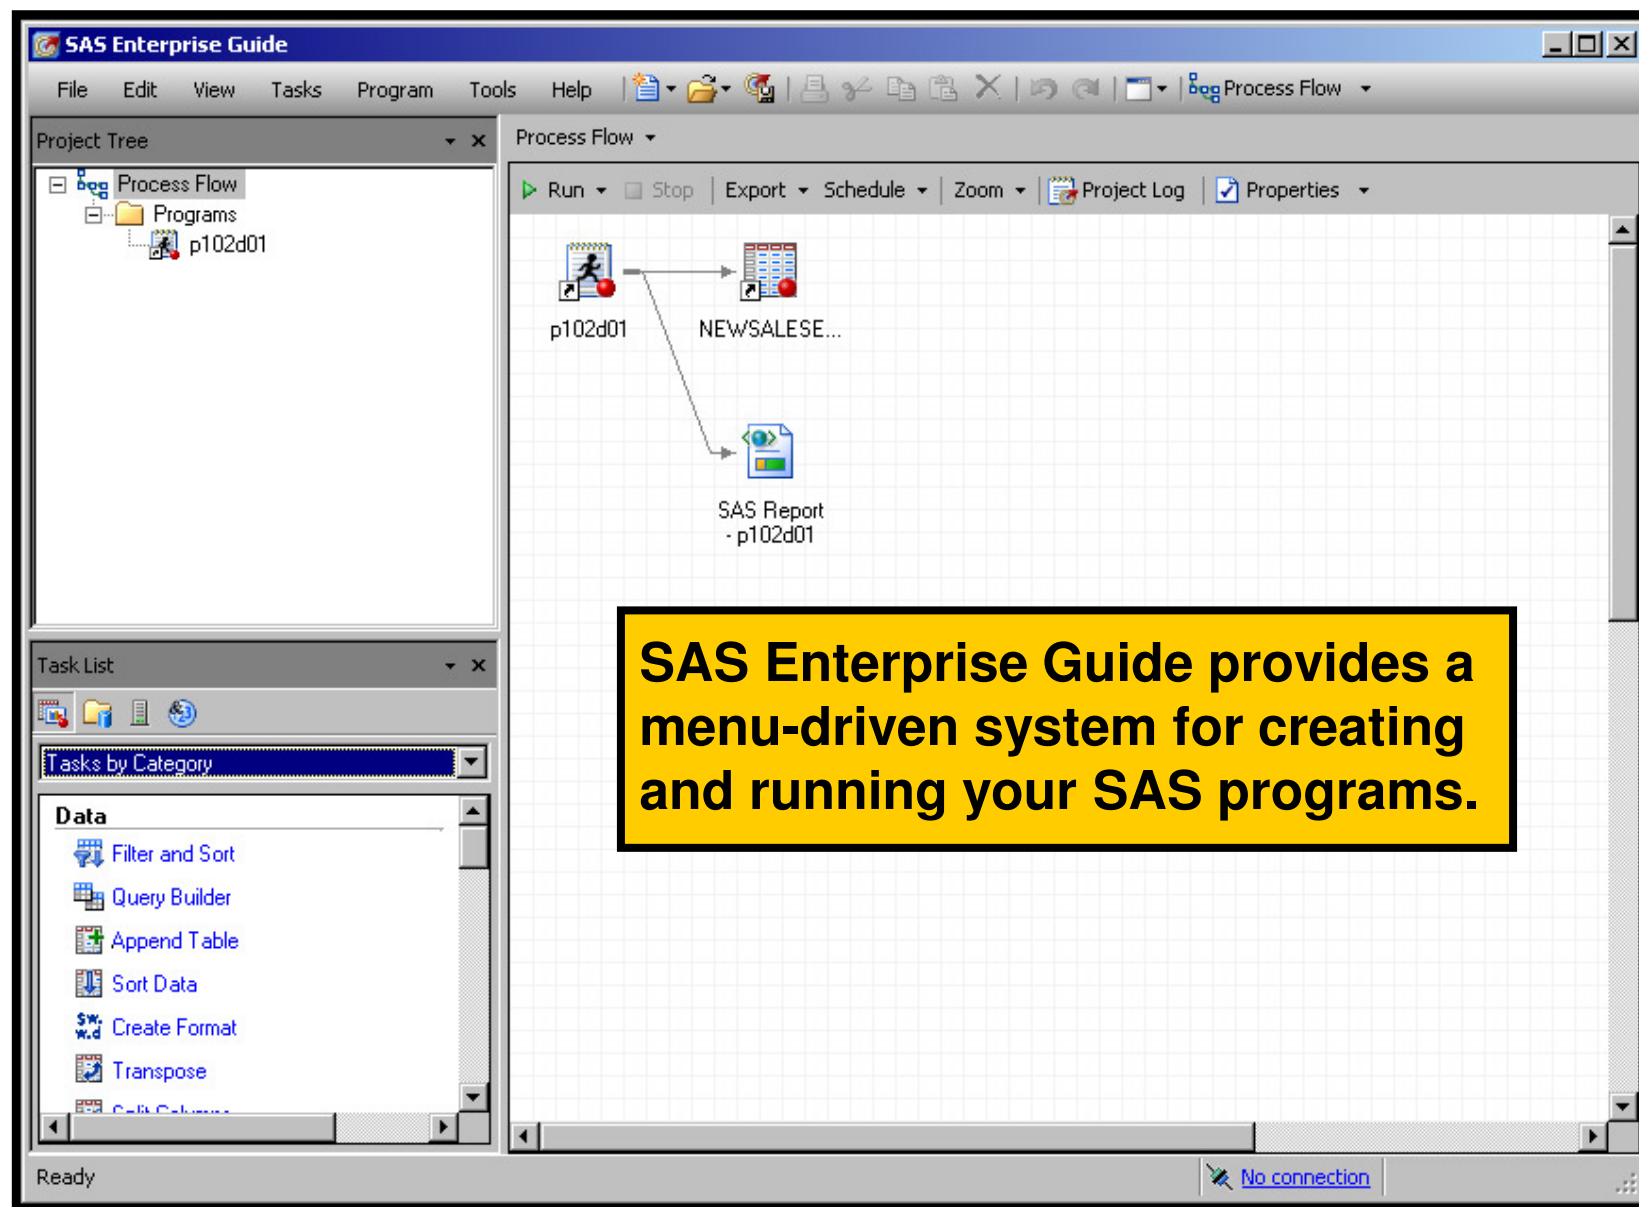 SAS Enterprise Guide
File Edit View Tasks Program Tools Help Process Flow
Project Tree
Process Flow
Programs
p102d01
Process Flow
Run Stop Export Schedule Zoom Project Log Properties
p102d01 NEWSALESE...
SAS Report
- p102d01
SAS Enterprise Guide provides a
menu-driven system for creating
and running your SAS programs.
Task List
Tasks by Category
Data
Filter and Sort
Query Builder
Append Table
Sort Data
Create Format
Transpose
Split Columns
Ready No connection